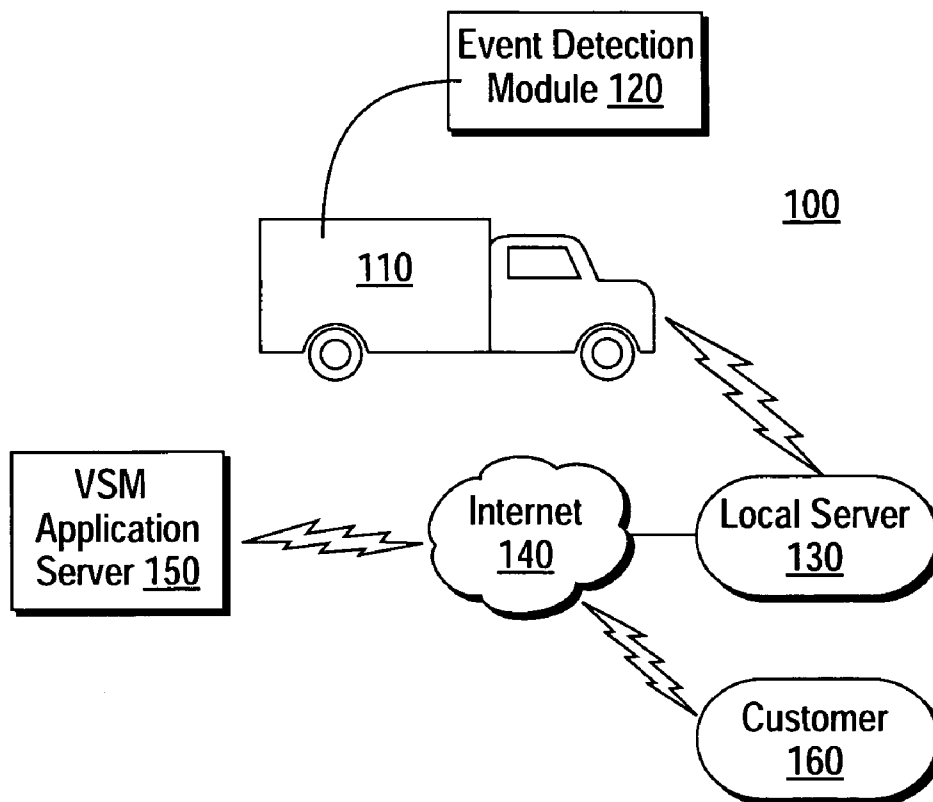 Event Detection
Module 120
100
110
VSM
Application
Server 150
Internet
140
Local Server
130
Customer
160